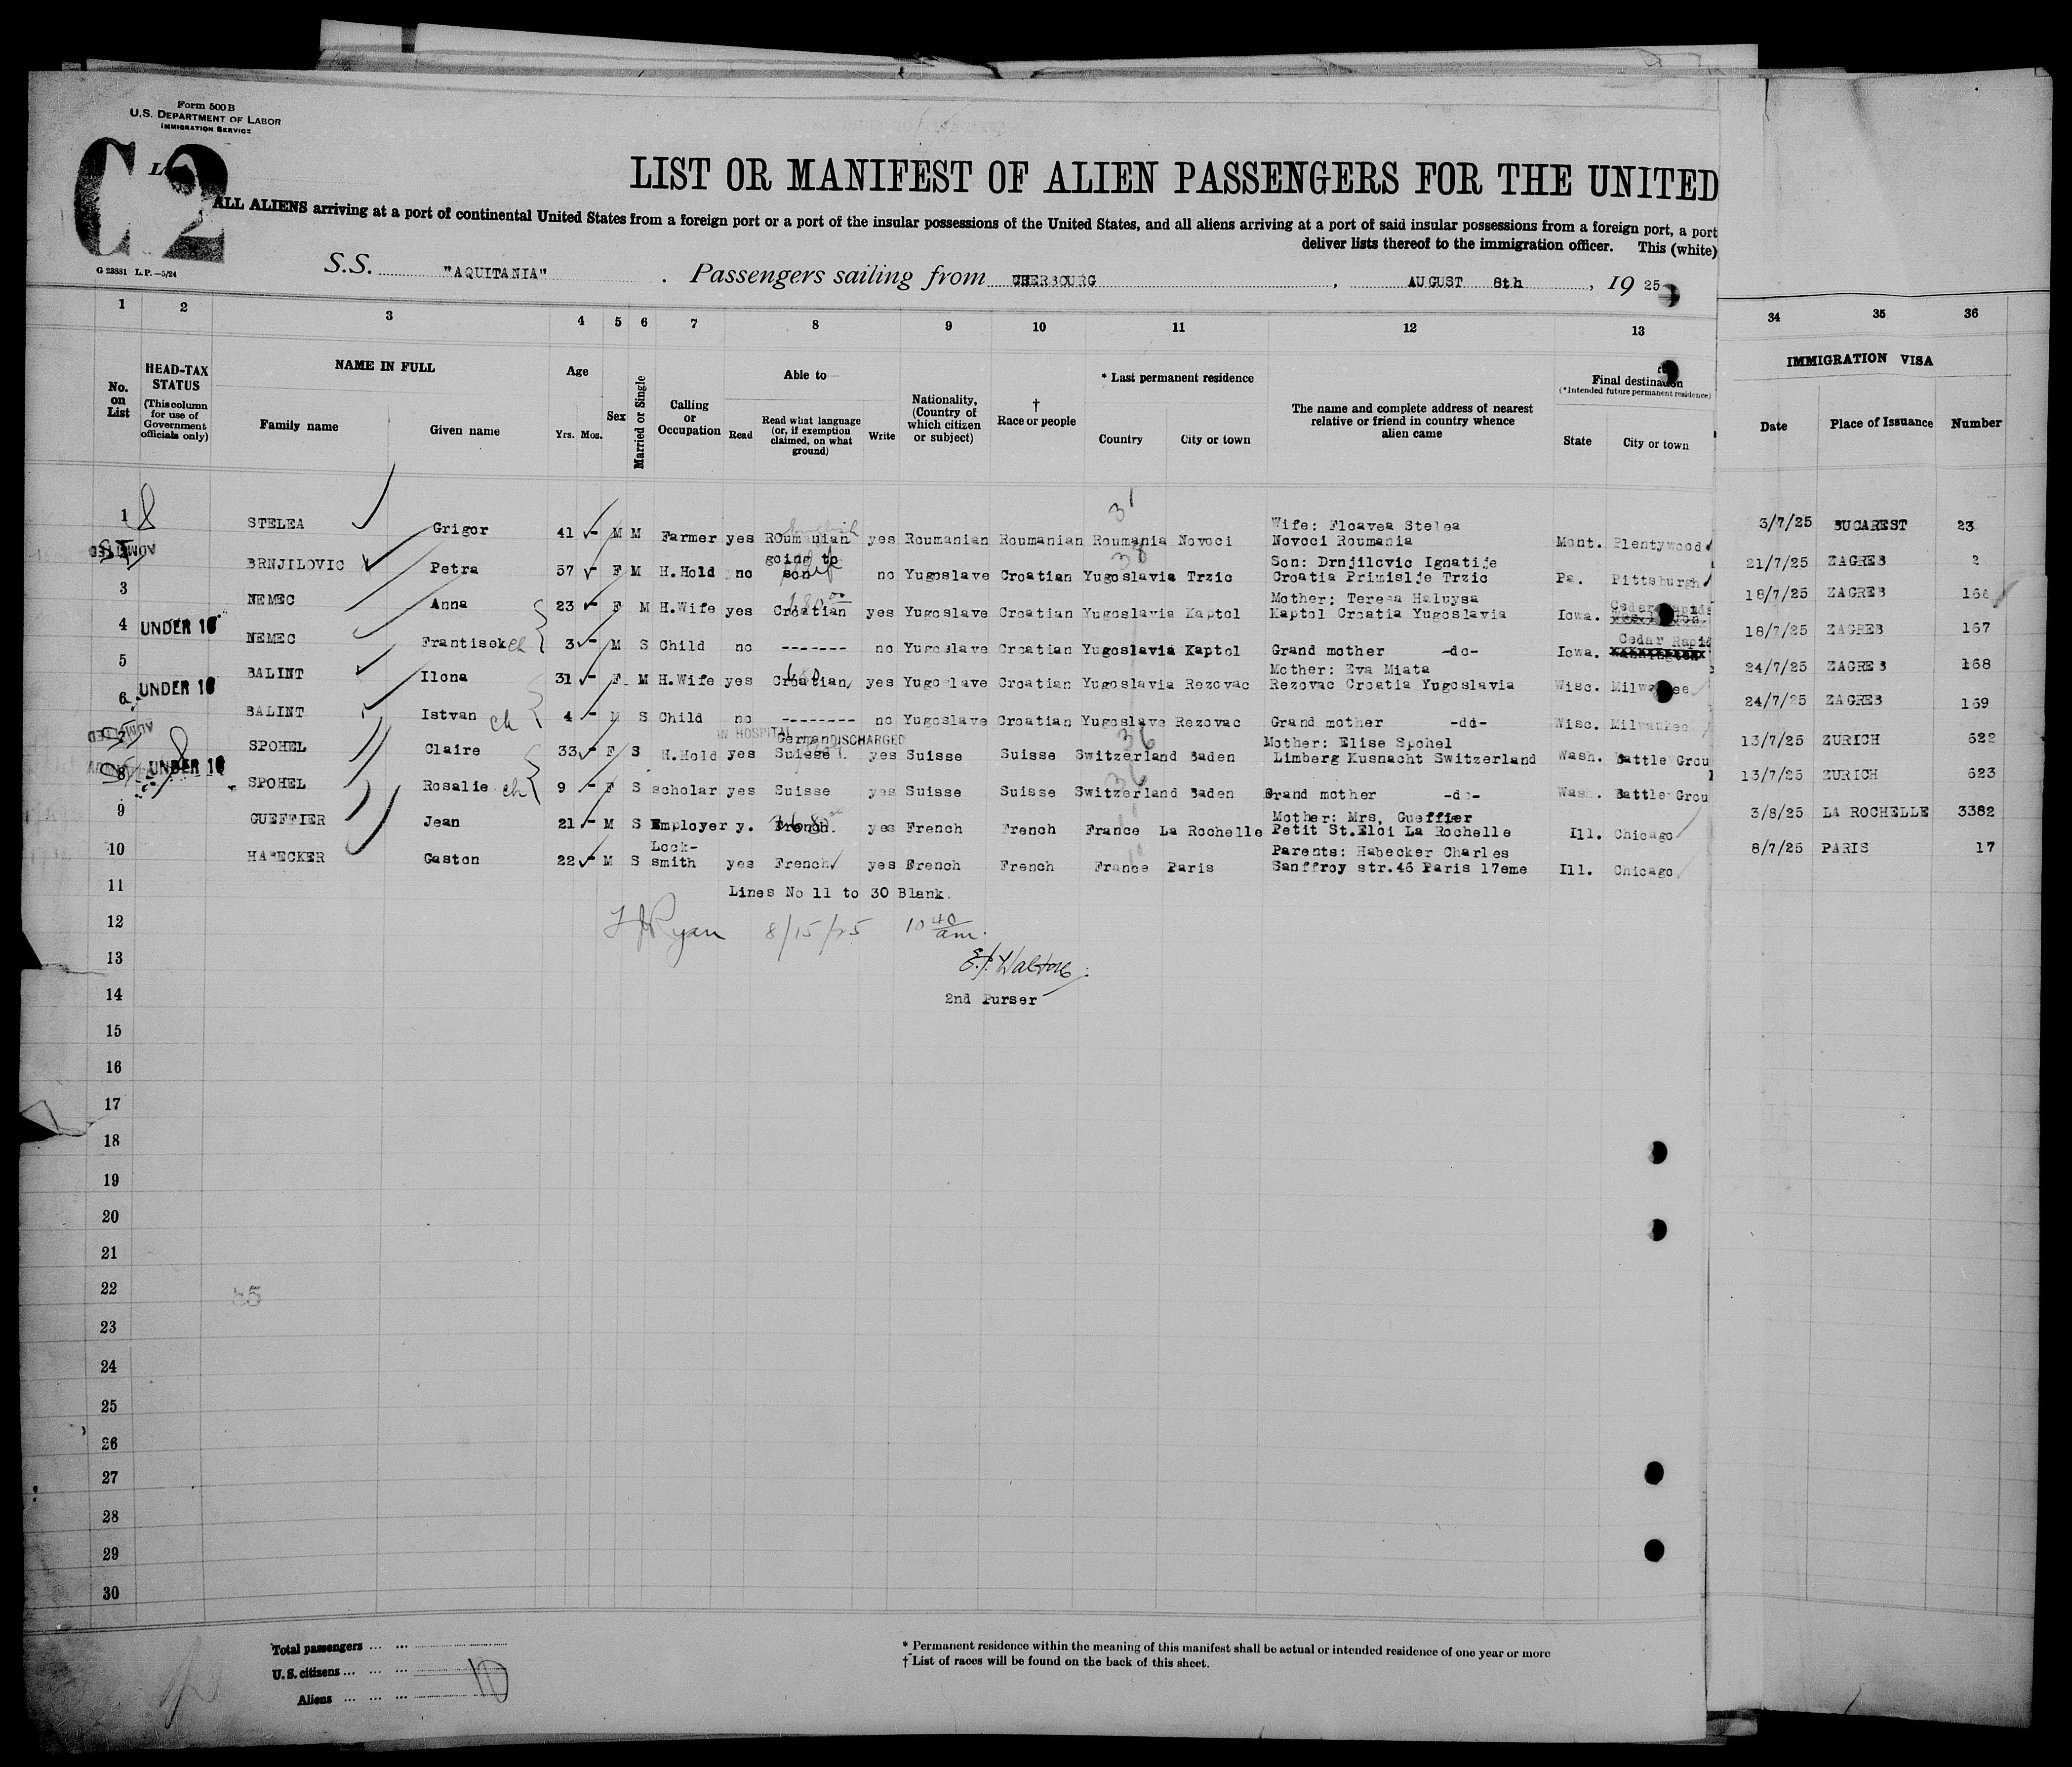 Form 500B
U.S. DEPARTMENT OF LABOR
IMMIGRATION SERVICE
C2
LIST OR MANIFEST OF ALIEN PASSENGERS FOR THE UNITED
ALL ALIENS arriving at a port of continental United States from a foreign port or a port of the insular possessions of the United States, and all aliens arriving at a port of said insular possessions from a foreign port, a port
deliver lists thereof to the immigration officer. This (white)
G 23831 L.P.—5/24
S.S. "AQUITANIA" . Passengers sailing from CHERBOURG , AUGUST 8th , 1925
1 2 3 4 5 6 7 8 9 10 11 12 13 34 35 36
No. on List
HEAD-TAX STATUS
(This column for use of Government officials only)
NAME IN FULL
Family name
Given name
Age
Yrs. Mos.
Sex
Married or Single
Calling or Occupation
Able to
Read
Read what language (or, if exemption claimed, on what ground)
Write
Nationality, (Country of which citizen or subject)
† Race or people
* Last permanent residence
Country
City or town
The name and complete address of nearest relative or friend in country whence alien came
Final destination
(*Intended future permanent residence)
State
City or town
IMMIGRATION VISA
Date
Place of Issuance
Number
1 STELEA Grigor 41 M M Farmer yes Roumanian yes Roumanian Roumanian Roumania Novoci Wife: Floavea Stelea Novoci Roumania Mont. Plentywood 3/7/25 BUCAREST 23
ADMITTED BRNJILOVIC Petra 57 F M H.Hold no going to son no Yugoslave Croatian Yugoslavia Trzic Son: Drnjilovic Ignatije Croatia Primislje Trzic Pa. Pittsburgh 21/7/25 ZAGREB 2
3 NEMEC Anna 23 F M H.Wife yes Croatian yes Yugoslave Croatian Yugoslavia Kaptol Mother: Teresa Haluysa Kaptol Croatia Yugoslavia Iowa. Cedar Rapids 18/7/25 ZAGREB 166
4 UNDER 16 NEMEC Frantisek ch 3 M S Child no ------- no Yugoslave Croatian Yugoslavia Kaptol Grand mother -do- Iowa. Cedar Rapid 18/7/25 ZAGREB 167
5 BALINT Ilona 31 F M H.Wife yes Croatian yes Yugoslave Croatian Yugoslavia Rezovac Mother: Eva Miata Rezovac Croatia Yugoslavia Wisc. Milwaukee 24/7/25 ZAGREB 168
6 UNDER 16 BALINT Istvan ch 4 M S Child no -------- no Yugoslave Croatian Yugoslave Rezovac Grand mother -dd- Wisc. Milwaukee 24/7/25 ZAGREB 169
ADMITTED SPOHEL Claire 33 F S H.Hold yes German Suisse yes Suisse Suisse Switzerland Baden Mother: Elise Spohel Limberg Kusnacht Switzerland Wash. Battle Grou 13/7/25 ZURICH 622
IN HOSPITAL DISCHARGED
8 UNDER 16 SPOHEL Rosalie ch 9 F S scholar yes Suisse yes Suisse Suisse Switzerland Baden Grand mother -do- Wash. Battle Grou 13/7/25 ZURICH 623
9 GUEFFIER Jean 21 M S Employer y. French. yes French French France La Rochelle Mother: Mrs, Gueffier Petit St.Eloi La Rochelle Ill. Chicago 3/8/25 LA ROCHELLE 3382
10 HABECKER Gaston 22 M S Lock-smith yes French yes French French France Paris Parents: Habecker Charles Sanffroy str.46 Paris 17eme Ill. Chicago 8/7/25 PARIS 17
11 Lines No 11 to 30 Blank.
12 Ryan 8/15/25 10 40 am.
13 Walton
14 2nd Purser
15
16
17
18
19
20
21
22
23
24
25
26
27
28
29
30
Total passengers ... ...
U.S. citizens ... ... ...
Aliens ... ... ...
10
* Permanent residence within the meaning of this manifest shall be actual or intended residence of one year or more
† List of races will be found on the back of this sheet.